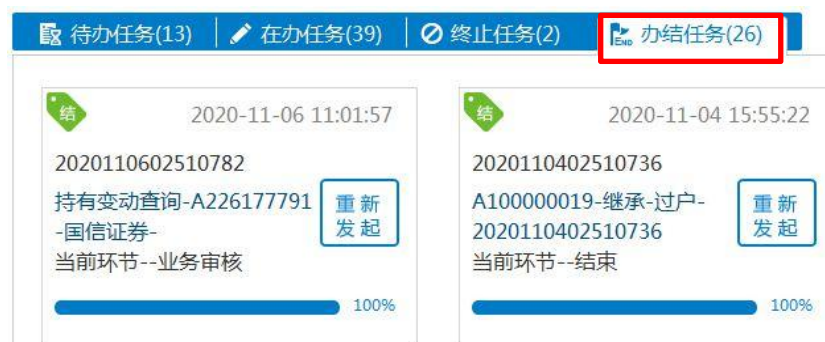 待办任务(13) 在办任务(39) 终止任务(2) END 办结任务(26)
结 2020-11-06 11:01:57
2020110602510782
持有变动查询-A226177791
-国信证券-
重新
发起
当前环节--业务审核
100%
结 2020-11-04 15:55:22
2020110402510736
A100000019-继承-过户-
2020110402510736
重新
发起
当前环节--结束
100%